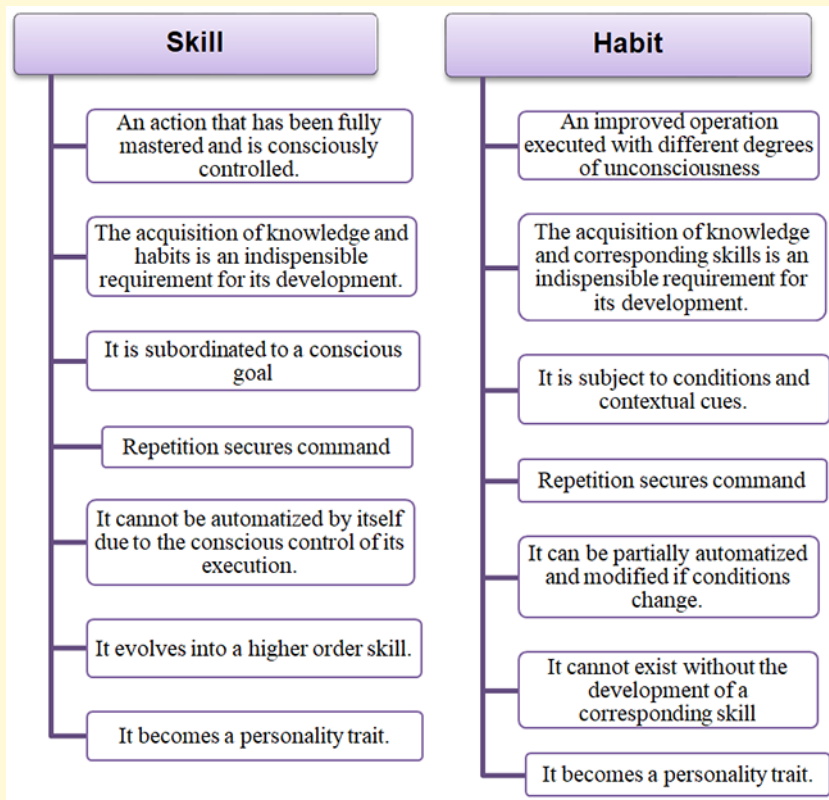 Skill
An action that has been fully
mastered and is consciously
controlled.
The acquisition of knowledge and
habits is an indispensible
requirement for its development.
It is subordinated to a conscious
goal
Repetition secures command
It cannot be automatized by itself
due to the conscious control of its
execution.
It evolves into a higher order skill.
It becomes a personality trait.
Habit
An improved operation
executed with different degrees
of unconsciousness
The acquisition of knowledge
and corresponding skills is an
indispensible requirement for
its development.
It is subject to conditions and
contextual cues.
Repetition secures command
It can be partially automatized
and modified if conditions
change.
It cannot exist without the
development of a
corresponding skill
It becomes a personality trait.